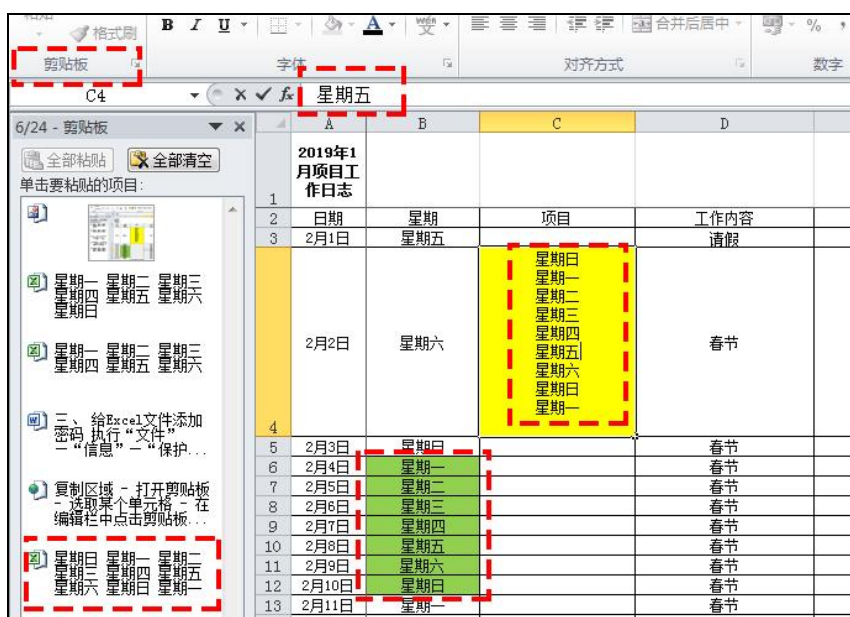 格式刷
B I U
A
wén
合并后居中
%
剪贴板
字体
对齐方式
数字
C4
fx
星期五
6/24 - 剪贴板
全部粘贴
全部清空
单击要粘贴的项目:
星期一 星期二 星期三
星期四 星期五 星期六
星期日
星期一 星期二 星期三
星期四 星期五 星期六
三、 给Excel文件添加
密码 执行“文件”
—“信息”—“保护...
复制区域 - 打开剪贴板
- 选取某个单元格 - 在
编辑栏中点击剪贴板...
星期日 星期一 星期二
星期三 星期四 星期五
星期六 星期日 星期一
A B C D
1 2019年1
月项目工
作日志
2 日期 星期 项目 工作内容
3 2月1日 星期五 请假
4 2月2日 星期六 春节
星期日
星期一
星期二
星期三
星期四
星期五
星期六
星期日
星期一
5 2月3日 星期日 春节
6 2月4日 星期一 春节
7 2月5日 星期二 春节
8 2月6日 星期三 春节
9 2月7日 星期四 春节
10 2月8日 星期五 春节
11 2月9日 星期六 春节
12 2月10日 星期日 春节
13 2月11日 星期一 春节